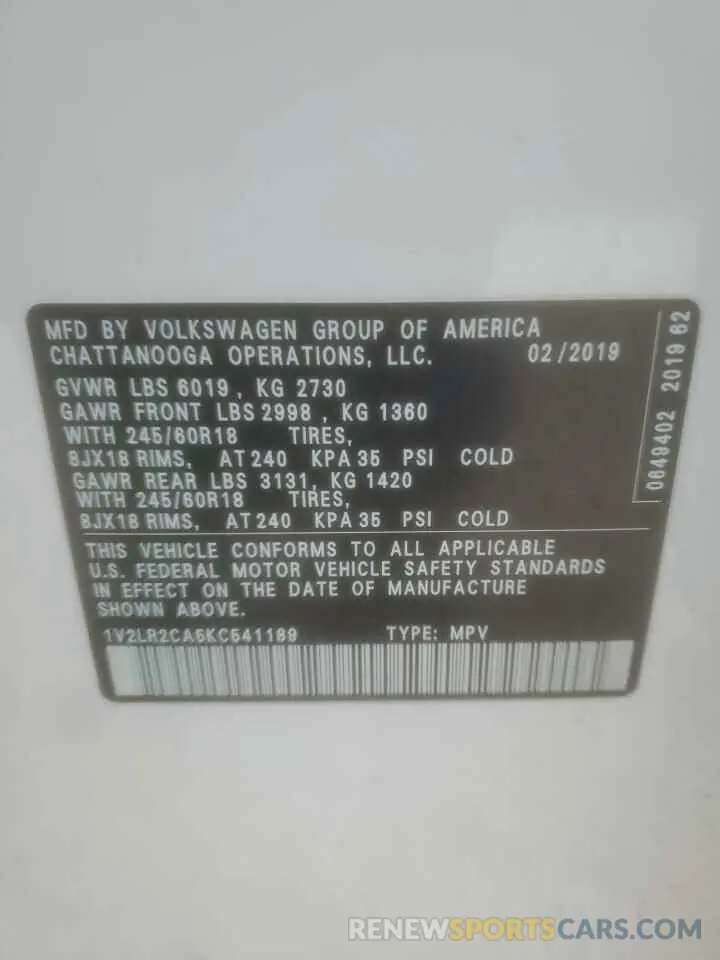 MFD BY VOLKSWAGEN GROUP OF AMERICA
CHATTANOOGA OPERATIONS, LLC. 02/2019
GVWR LBS 6019 , KG 2730
GAWR FRONT LBS 2998 , KG 1360
WITH 245/60R18 TIRES,
8JX18 RIMS, AT 240 KPA 35 PSI COLD
GAWR REAR LBS 3131, KG 1420
WITH 245/60R18 TIRES,
8JX18 RIMS, AT 240 KPA 35 PSI COLD
THIS VEHICLE CONFORMS TO ALL APPLICABLE
U.S. FEDERAL MOTOR VEHICLE SAFETY STANDARDS
IN EFFECT ON THE DATE OF MANUFACTURE
SHOWN ABOVE.
1V2LR2CA5KC541189 TYPE: MPV
0649402 2019 62
RENEWSPORTSCARS.COM